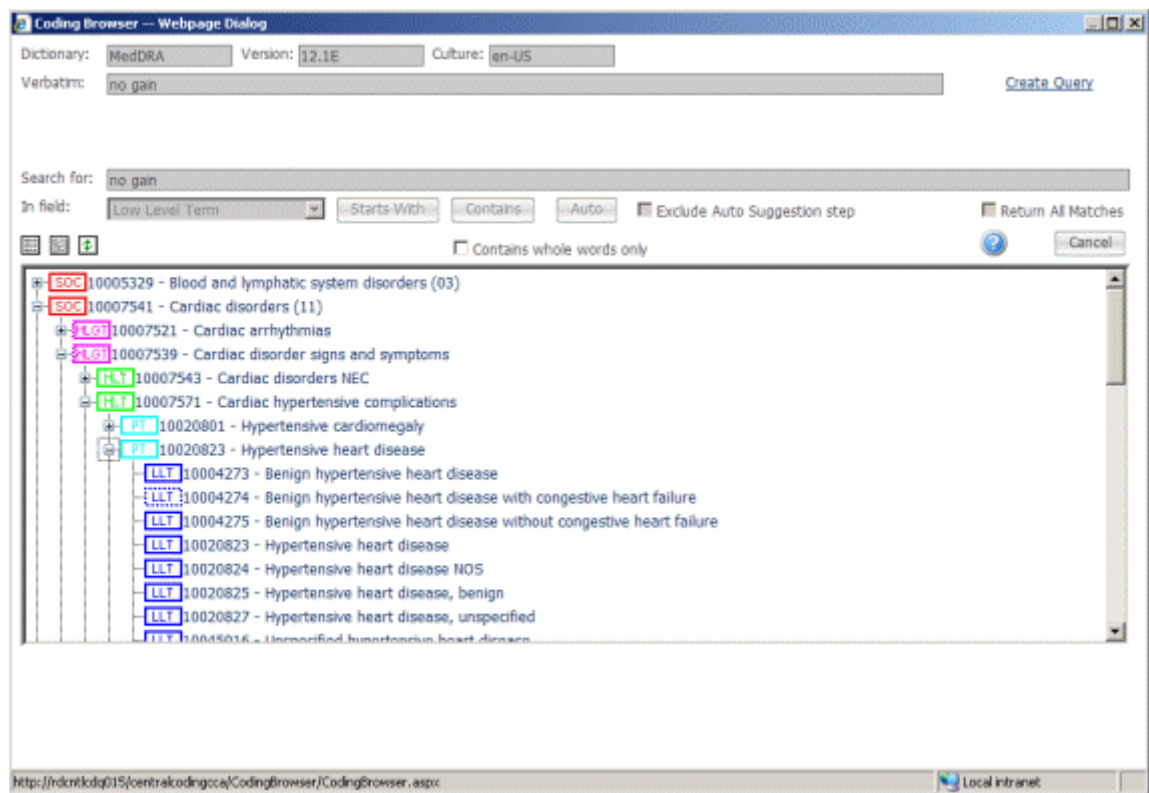 Coding Browser -- Webpage Dialog
Dictionary: MedDRA Version: 12.1E Culture: en-US
Verbatim: no gain Create Query
Search for: no gain
In field: Low Level Term Starts With Contains Auto Exclude Auto Suggestion step Return All Matches
Contains whole words only ? Cancel
SOC 10005329 - Blood and lymphatic system disorders (03)
SOC 10007541 - Cardiac disorders (11)
HLGT 10007521 - Cardiac arrhythmias
HLGT 10007539 - Cardiac disorder signs and symptoms
HLT 10007543 - Cardiac disorders NEC
HLT 10007571 - Cardiac hypertensive complications
PT 10020801 - Hypertensive cardiomegaly
PT 10020823 - Hypertensive heart disease
LLT 10004273 - Benign hypertensive heart disease
LLT 10004274 - Benign hypertensive heart disease with congestive heart failure
LLT 10004275 - Benign hypertensive heart disease without congestive heart failure
LLT 10020823 - Hypertensive heart disease
LLT 10020824 - Hypertensive heart disease NOS
LLT 10020825 - Hypertensive heart disease, benign
LLT 10020827 - Hypertensive heart disease, unspecified
LLT 10045016 - Unspecified hypertensive heart disease
http://rdcntlcdq015/centralcodingcca/CodingBrowser/CodingBrowser.aspx Local intranet